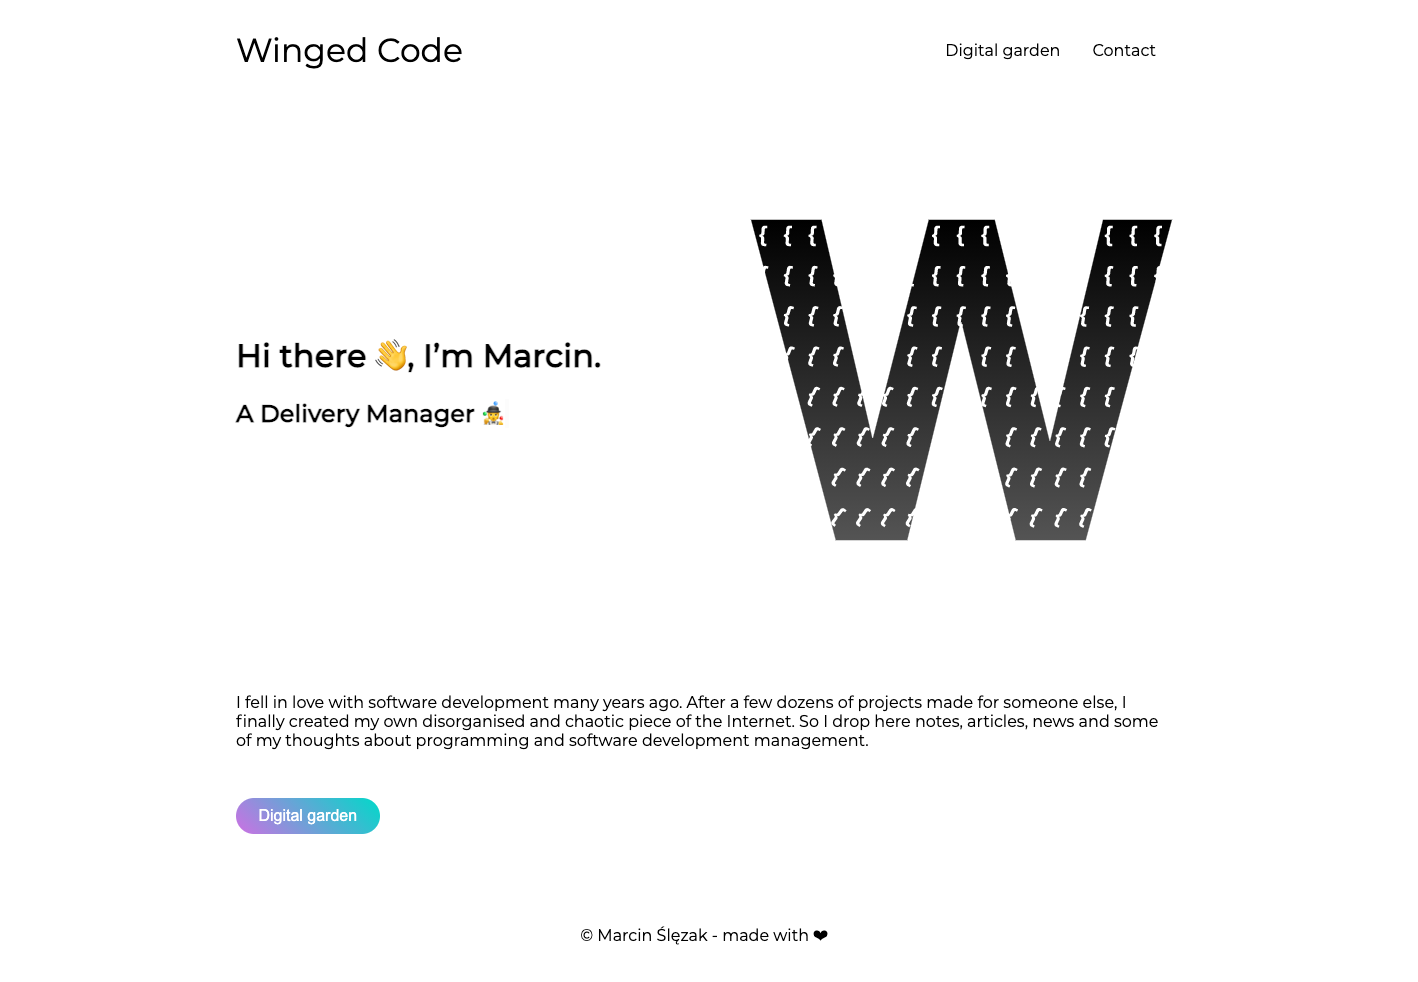 Winged Code
Digital garden Contact
W
Hi there 👋, I’m Marcin.
A Delivery Manager 🤹
I fell in love with software development many years ago. After a few dozens of projects made for someone else, I
finally created my own disorganised and chaotic piece of the Internet. So I drop here notes, articles, news and some
of my thoughts about programming and software development management.
Digital garden
© Marcin Ślęzak - made with ❤